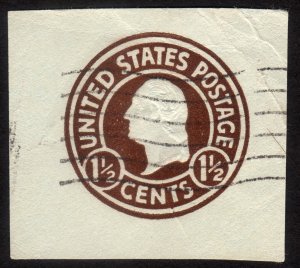 UNITED STATES POSTAGE
1½ CENTS 1½